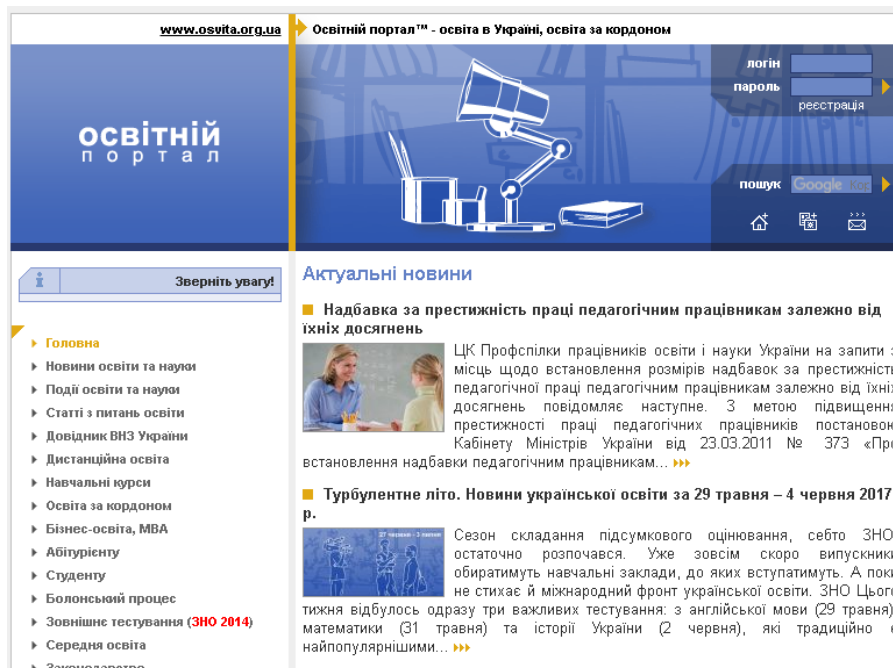 www.osvita.org.ua
Освітній портал™ - освіта в Україні, освіта за кордоном
освітній
портал
логін
пароль
реєстрація
пошук
Google
Зверніть увагу!
Головна
Новини освіти та науки
Події освіти та науки
Статті з питань освіти
Довідник ВНЗ України
Дистанційна освіта
Навчальні курси
Освіта за кордоном
Бізнес-освіта, МВА
Абітурієнту
Студенту
Болонський процес
Зовнішнє тестування (ЗНО 2014)
Середня освіта
Законодавство
Актуальні новини
Надбавка за престижність праці педагогічним працівникам залежно від
їхніх досягнень
ЦК Профспілки працівників освіти і науки України на запити з
місць щодо встановлення розмірів надбавок за престижність
педагогічної праці педагогічним працівникам залежно від їхніх
досягнень повідомляє наступне. З метою підвищення
престижності праці педагогічних працівників постановою
Кабінету Міністрів України від 23.03.2011 № 373 «Про
встановлення надбавки педагогічним працівникам...
Турбулентне літо. Новини української освіти за 29 травня – 4 червня 2017
р.
27 червня - 3 липня
Сезон складання підсумкового оцінювання, себто ЗНО
остаточно розпочався. Уже зовсім скоро випускники
обиратимуть навчальні заклади, до яких вступатимуть. А поки
не стихає й міжнародний фронт української освіти. ЗНО Цього
тижня відбулось одразу три важливих тестування: з англійської мови (29 травня)
математики (31 травня) та історії України (2 червня), які традиційно є
найпопулярнішими...